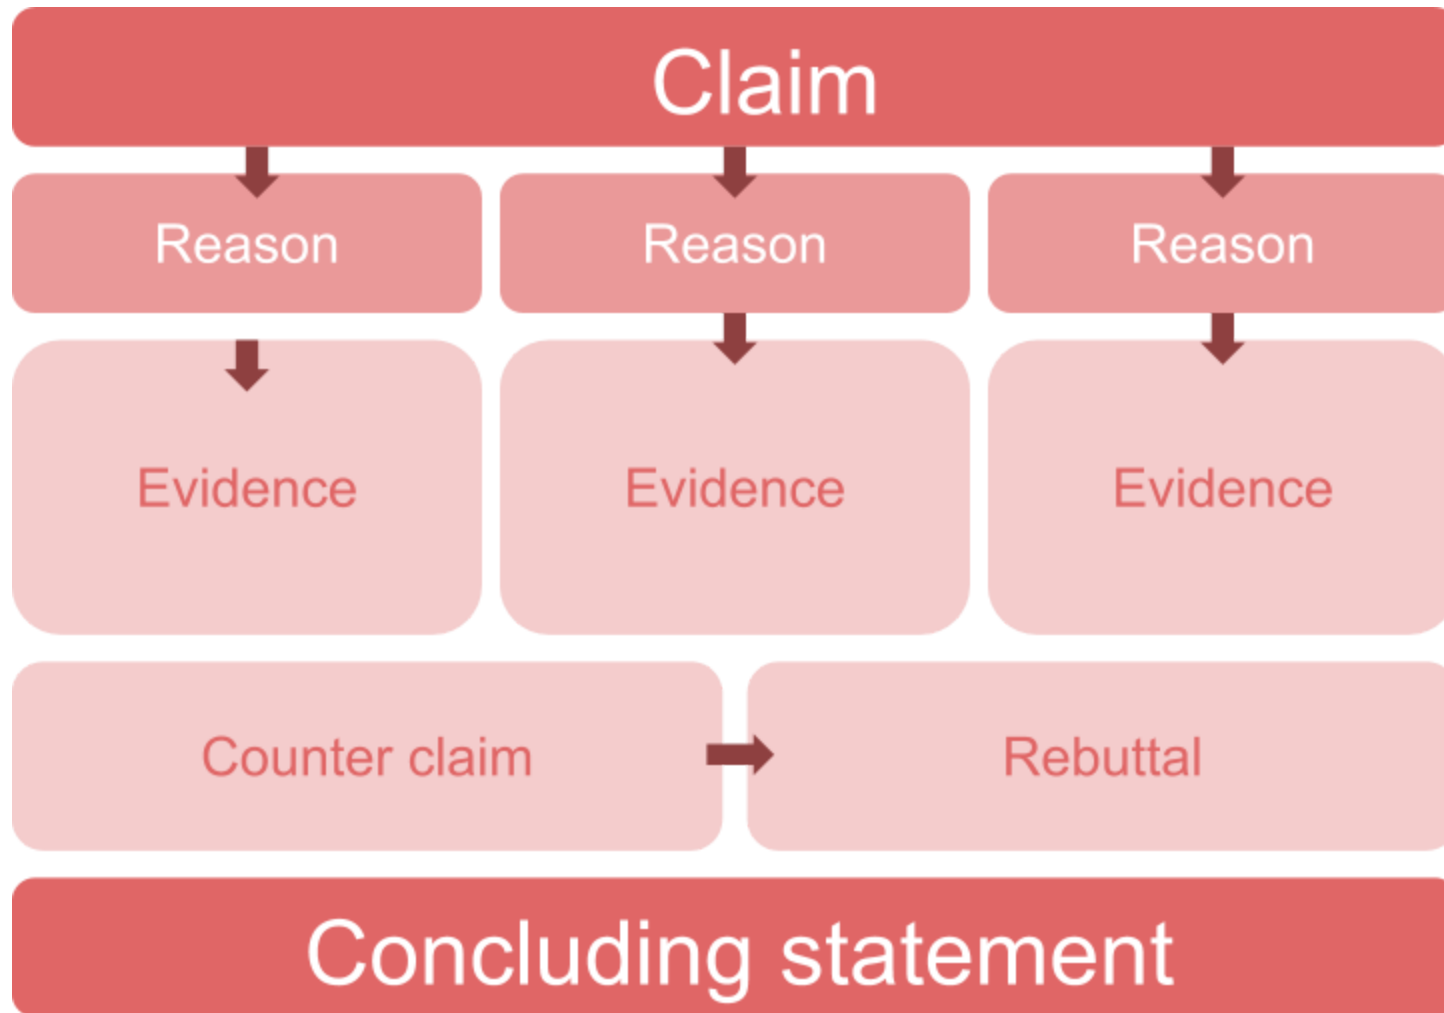 Claim
Reason
Reason
Reason
Evidence
Evidence
Evidence
Counter claim
Rebuttal
Concluding statement